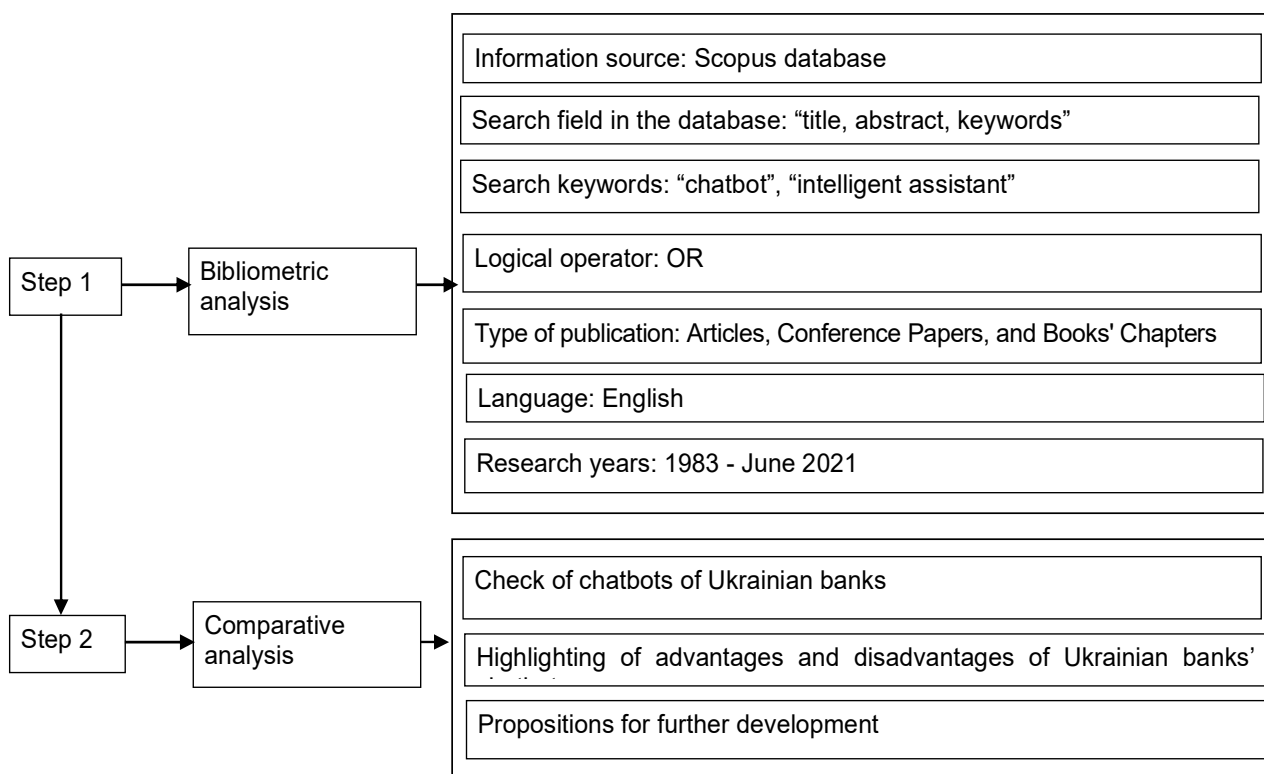 Information source: Scopus database
Search field in the database: “title, abstract, keywords”
Search keywords: “chatbot”, “intelligent assistant”
Logical operator: OR
Step 1
Bibliometric
analysis
Type of publication: Articles, Conference Papers, and Books' Chapters
Language: English
Research years: 1983 - June 2021
Check of chatbots of Ukrainian banks
Step 2
Comparative
analysis
Highlighting of advantages and disadvantages of Ukrainian banks’
Propositions for further development